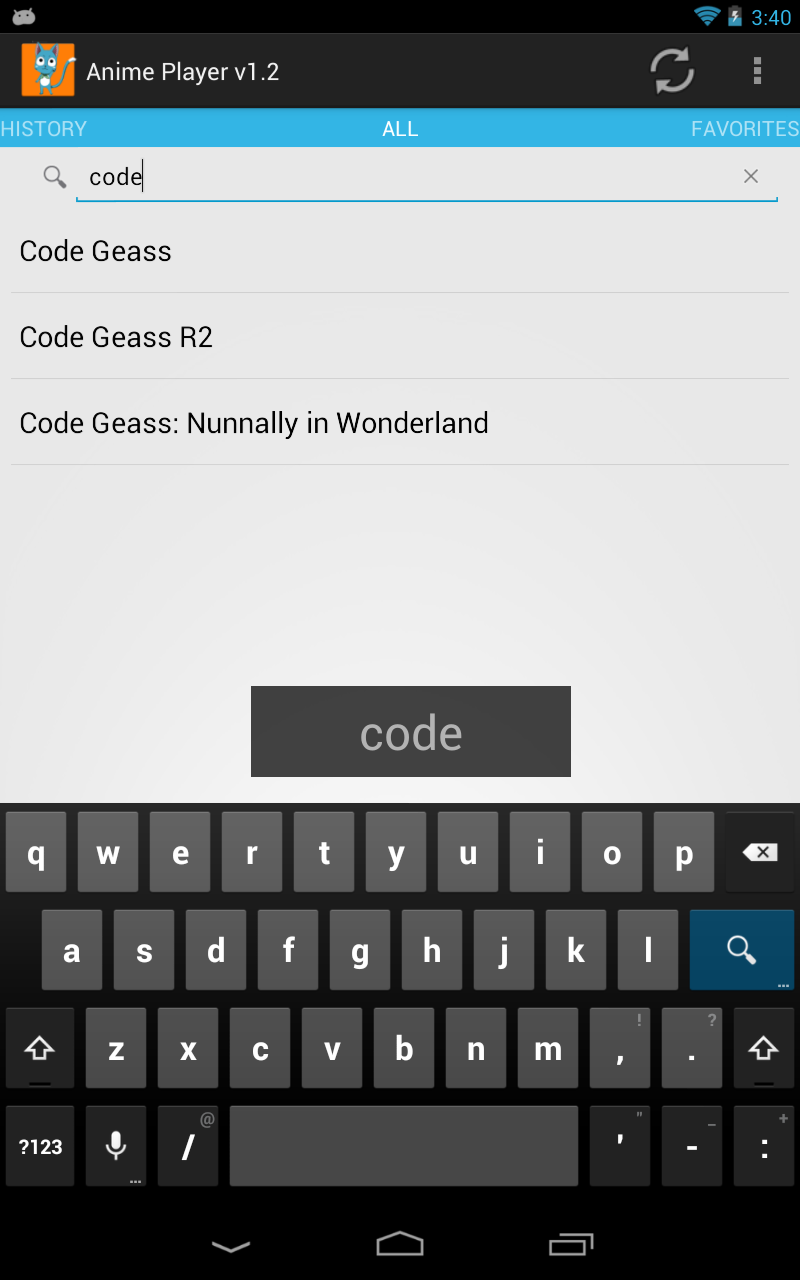 3:40
Anime Player v1.2
HISTORY ALL FAVORITES
code
Code Geass
Code Geass R2
Code Geass: Nunnally in Wonderland
code
q w e r t y u i o p
a s d f g h j k l
...
! ?
z x c v b n m , .
@ " _ +
?123 / ' - :
...